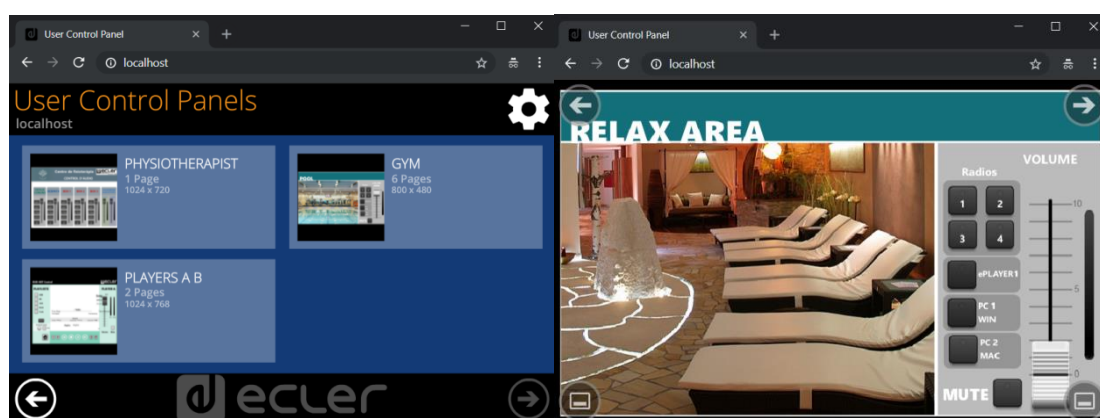 User Control Panel
localhost
User Control Panels
localhost
PHYSIOTHERAPIST
1 Page
1024 x 720
GYM
6 Pages
800 x 480
POOL
PLAYERS A B
2 Pages
1024 x 768
ecler
User Control Panel
localhost
RELAX AREA
VOLUME
Radios
1 2
3 4
ePLAYER1
PC 1
WIN
PC 2
MAC
10
5
0
MUTE